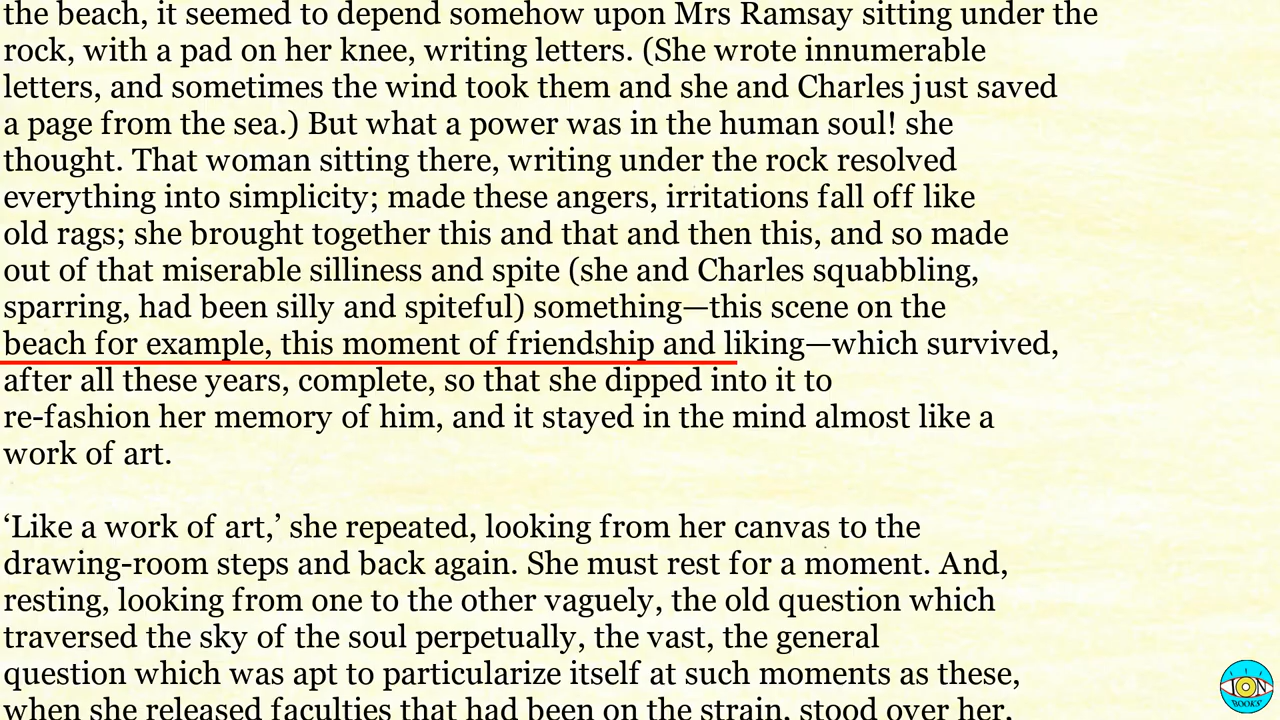 the beach, it seemed to depend somehow upon Mrs Ramsay sitting under the
rock, with a pad on her knee, writing letters. (She wrote innumerable
letters, and sometimes the wind took them and she and Charles just saved
a page from the sea.) But what a power was in the human soul! she
thought. That woman sitting there, writing under the rock resolved
everything into simplicity; made these angers, irritations fall off like
old rags; she brought together this and that and then this, and so made
out of that miserable silliness and spite (she and Charles squabbling,
sparring, had been silly and spiteful) something—this scene on the
beach for example, this moment of friendship and liking—which survived,
after all these years, complete, so that she dipped into it to
re-fashion her memory of him, and it stayed in the mind almost like a
work of art.
‘Like a work of art,’ she repeated, looking from her canvas to the
drawing-room steps and back again. She must rest for a moment. And,
resting, looking from one to the other vaguely, the old question which
traversed the sky of the soul perpetually, the vast, the general
question which was apt to particularize itself at such moments as these,
when she released faculties that had been on the strain, stood over her,
ION
BOOKS